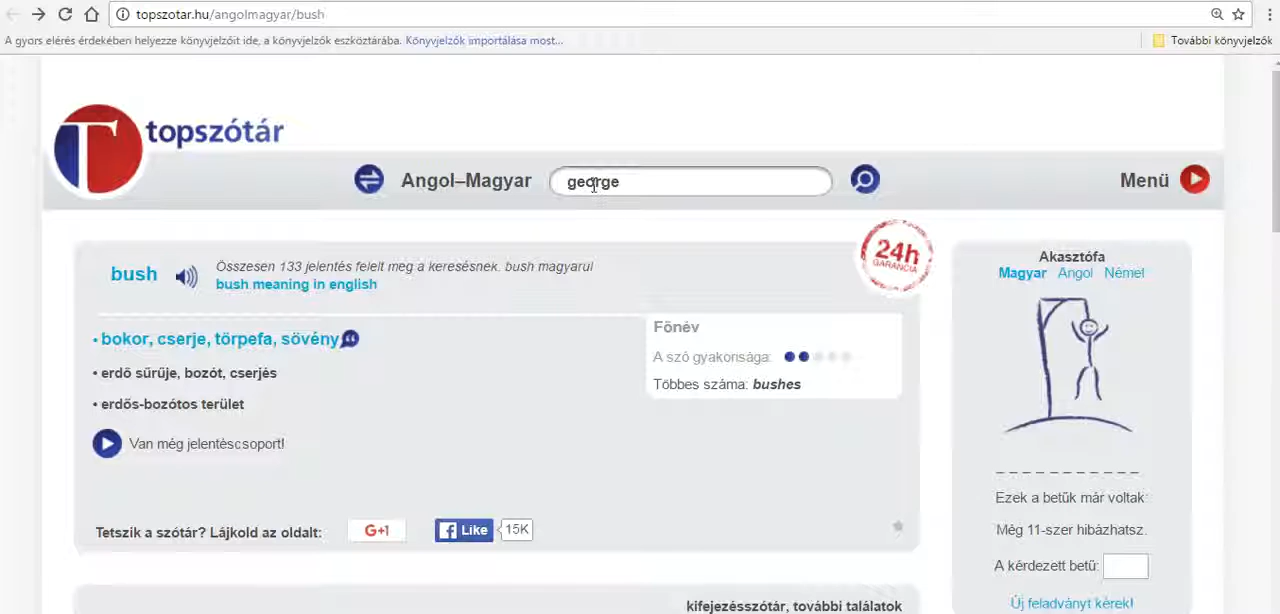 topszotar.hu/angolmagyar/bush
A gyors elérés érdekében helyezze könyvjelzőit ide, a könyvjelzők eszköztárába. Könyvjelzők importálása most...
További könyvjelzők
T topszótár
Angol–Magyar
george
Menü
24h
GARANCIA
bush
Összesen 133 jelentés felelt meg a keresésnek. bush magyarul
bush meaning in english
• bokor, cserje, törpefa, sövény
• erdő sűrűje, bozót, cserjés
• erdős-bozótos terület
Van még jelentéscsoport!
Főnév
A szó gyakorisága:
Többes száma: bushes
Tetszik a szótár? Lájkold az oldalt:
G+1
Like
15K
kifejezésszótár, további találatok
Akasztófa
Magyar Angol Német
_ _ _ _ _ _ _ _ _ _ _
Ezek a betűk már voltak:
Még 11-szer hibázhatsz.
A kérdezett betű:
Új feladványt kérek!